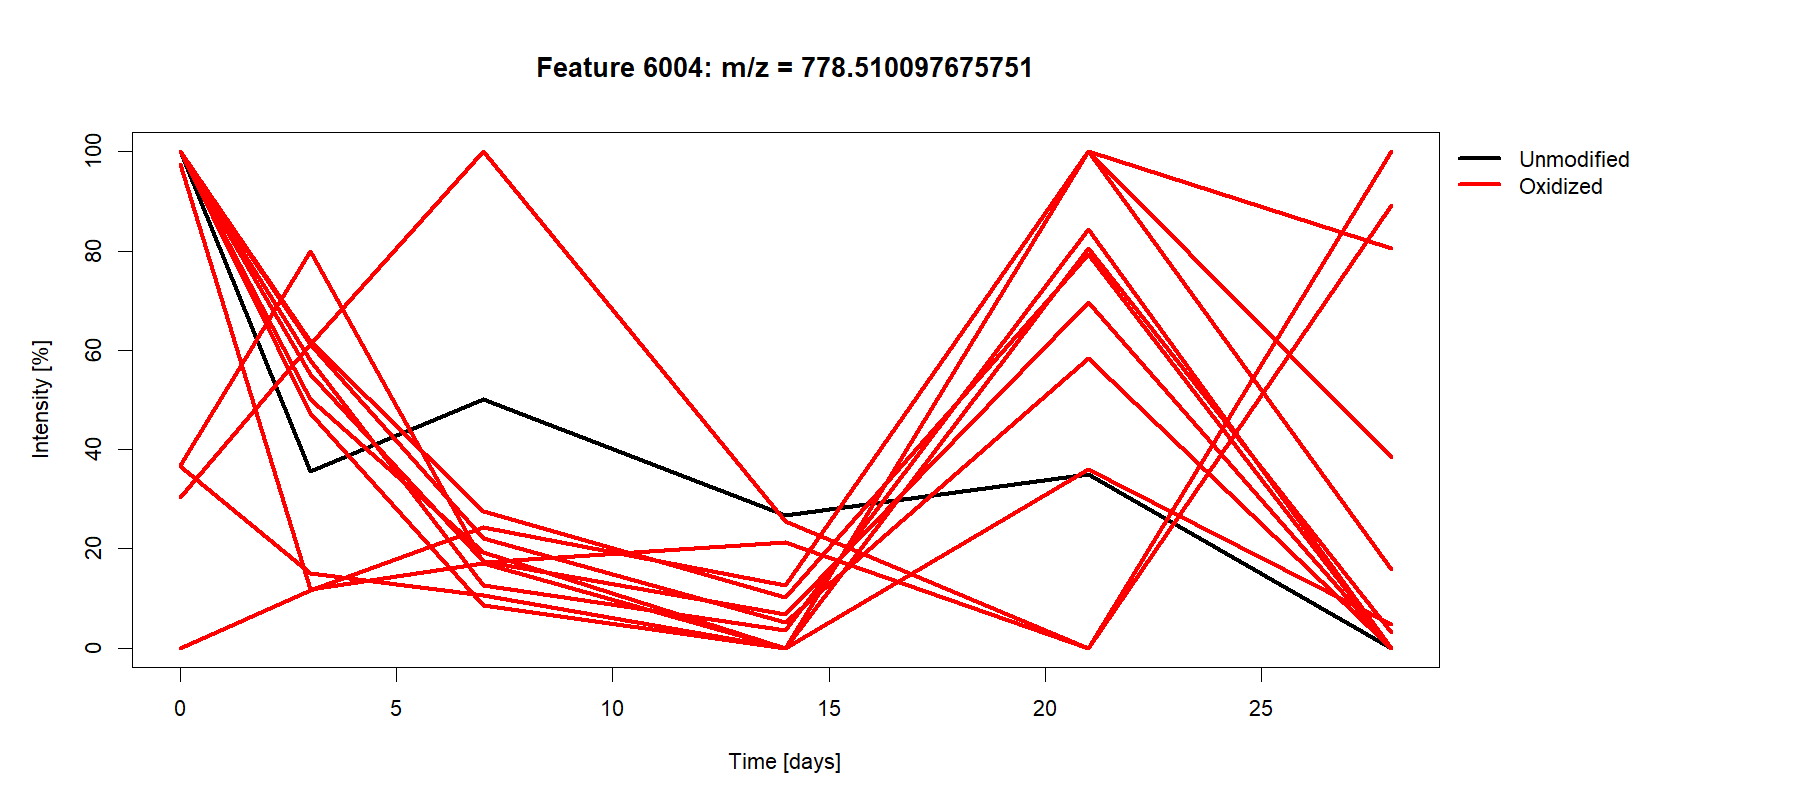 Feature 6004: m/z = 778.510097675751
Unmodified
Oxidized
Intensity [%]
100
80
60
40
20
0
0 5 10 15 20 25
Time [days]